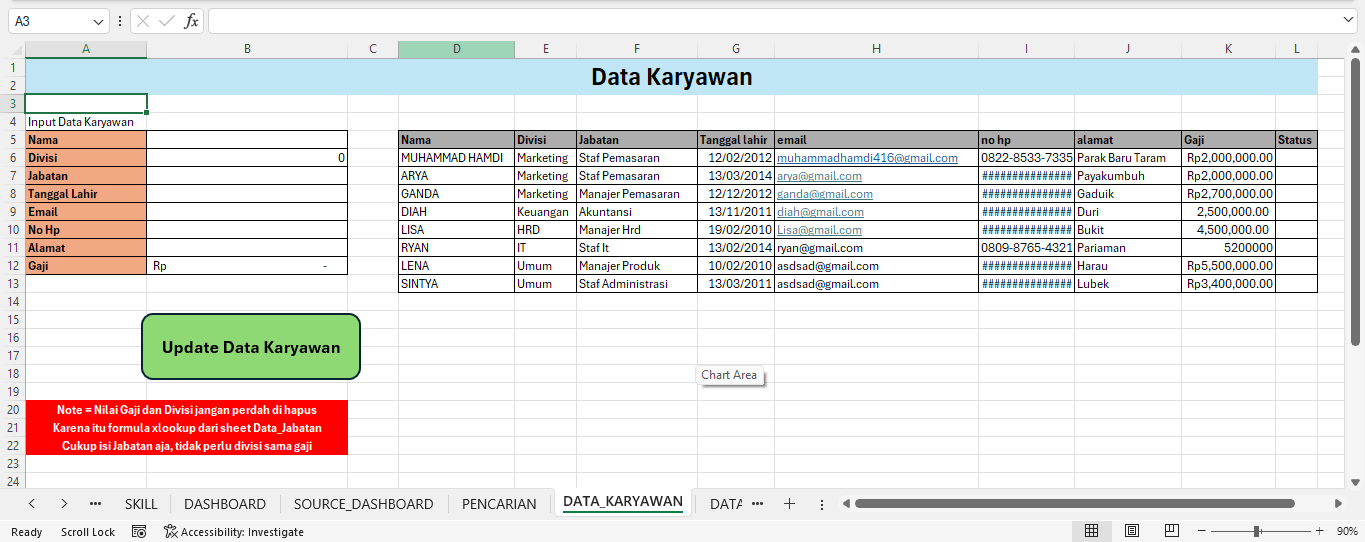 A3 fx
A B C D E F G H I J K L
1 Data Karyawan
2
3
4 Input Data Karyawan
5 Nama Nama Divisi Jabatan Tanggal lahir email no hp alamat Gaji Status
6 Divisi 0 MUHAMMAD HAMDI Marketing Staf Pemasaran 12/02/2012 muhammadhamdi416@gmail.com 0822-8533-7335 Parak Baru Taram Rp2,000,000.00
7 Jabatan ARYA Marketing Staf Pemasaran 13/03/2014 arya@gmail.com ############### Payakumbuh Rp2,000,000.00
8 Tanggal Lahir GANDA Marketing Manajer Pemasaran 12/12/2012 ganda@gmail.com ############### Gaduik Rp2,700,000.00
9 Email DIAH Keuangan Akuntansi 13/11/2011 diah@gmail.com ############### Duri 2,500,000.00
10 No Hp LISA HRD Manajer Hrd 19/02/2010 Lisa@gmail.com ############### Bukit 4,500,000.00
11 Alamat RYAN IT Staf It 13/02/2014 ryan@gmail.com 0809-8765-4321 Pariaman 5200000
12 Gaji Rp - LENA Umum Manajer Produk 10/02/2010 asdsad@gmail.com ############### Harau Rp5,500,000.00
13 SINTYA Umum Staf Administrasi 13/03/2011 asdsad@gmail.com ############### Lubek Rp3,400,000.00
14
15
16
17 Update Data Karyawan
18 Chart Area
19
20 Note = Nilai Gaji dan Divisi jangan perdah di hapus
21 Karena itu formula xlookup dari sheet Data_Jabatan
22 Cukup isi Jabatan aja, tidak perlu divisi sama gaji
23
24
SKILL DASHBOARD SOURCE_DASHBOARD PENCARIAN DATA_KARYAWAN DATA
Ready Scroll Lock Accessibility: Investigate 90%